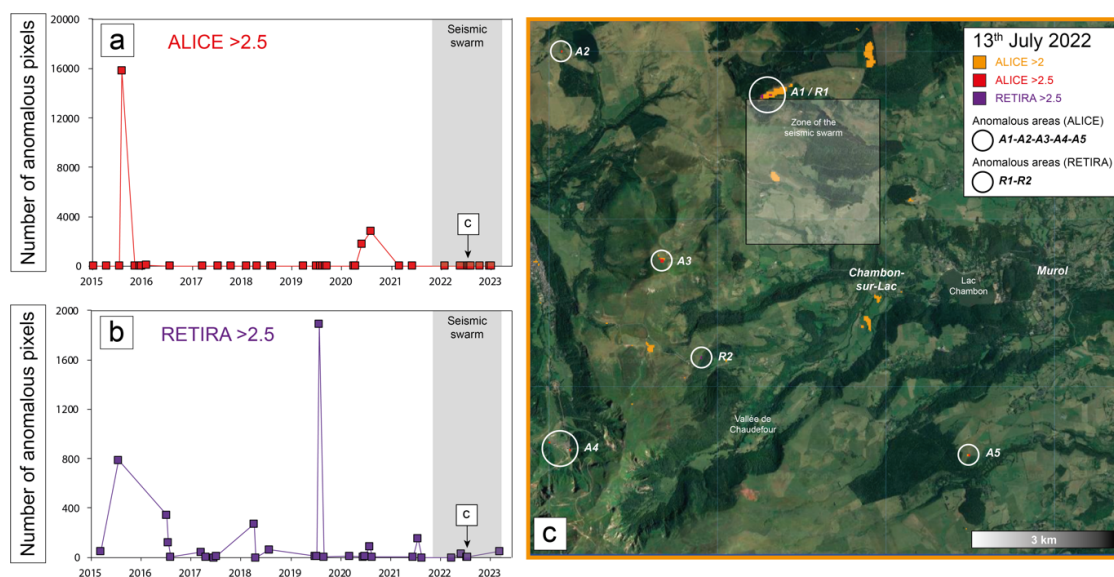 a
ALICE >2.5
Seismic
swarm
Number of anomalous pixels
20000
16000
12000
8000
4000
0
c
2015 2016 2017 2018 2019 2020 2021 2022 2023
b
RETIRA >2.5
Seismic
swarm
Number of anomalous pixels
2000
1600
1200
800
400
0
c
2015 2016 2017 2018 2019 2020 2021 2022 2023
13th July 2022
ALICE >2
ALICE >2.5
RETIRA >2.5
Anomalous areas (ALICE)
A1-A2-A3-A4-A5
Anomalous areas (RETIRA)
R1-R2
A2
A1 / R1
Zone of the
seismic swarm
A3
Chambon-
sur-Lac
Lac
Chambon
Murol
R2
Vallée de
Chaudefour
A4
A5
c
3 km